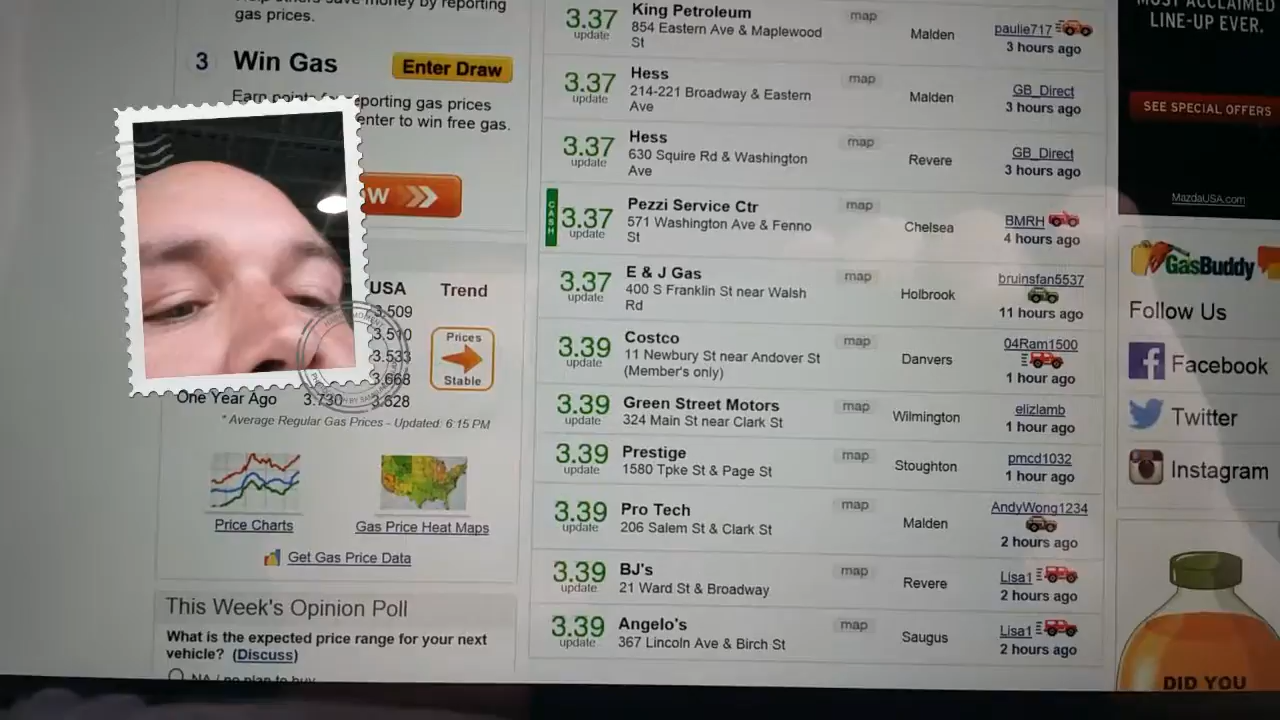 Help others save money by reporting
gas prices.
3 Win Gas
Enter Draw
Earn points for reporting gas prices
enter to win free gas.
W
USA
Trend
3.509
3.510
3.533
3.668
One Year Ago 3.730 3.628
Prices
Stable
* Average Regular Gas Prices - Updated: 6:15 PM
Price Charts
Gas Price Heat Maps
Get Gas Price Data
This Week's Opinion Poll
What is the expected price range for your next
vehicle? (Discuss)
NA / no plan to buy
3.37
update
King Petroleum
854 Eastern Ave & Maplewood
St
map
Malden
paulie717
3 hours ago
3.37
update
Hess
214-221 Broadway & Eastern
Ave
map
Malden
GB_Direct
3 hours ago
3.37
update
Hess
630 Squire Rd & Washington
Ave
map
Revere
GB_Direct
3 hours ago
CASH
3.37
update
Pezzi Service Ctr
571 Washington Ave & Fenno
St
map
Chelsea
BMRH
4 hours ago
3.37
update
E & J Gas
400 S Franklin St near Walsh
Rd
map
Holbrook
bruinsfan5537
11 hours ago
3.39
update
Costco
11 Newbury St near Andover St
(Member's only)
map
Danvers
04Ram1500
1 hour ago
3.39
update
Green Street Motors
324 Main St near Clark St
map
Wilmington
elizlamb
1 hour ago
3.39
update
Prestige
1580 Tpke St & Page St
map
Stoughton
pmcd1032
1 hour ago
3.39
update
Pro Tech
206 Salem St & Clark St
map
Malden
AndyWong1234
2 hours ago
3.39
update
BJ's
21 Ward St & Broadway
map
Revere
Lisa1
2 hours ago
3.39
update
Angelo's
367 Lincoln Ave & Birch St
map
Saugus
Lisa1
2 hours ago
MOST ACCLAIMED
LINE-UP EVER.
SEE SPECIAL OFFERS
MazdaUSA.com
GasBuddy
Follow Us
Facebook
Twitter
Instagram
DID YOU